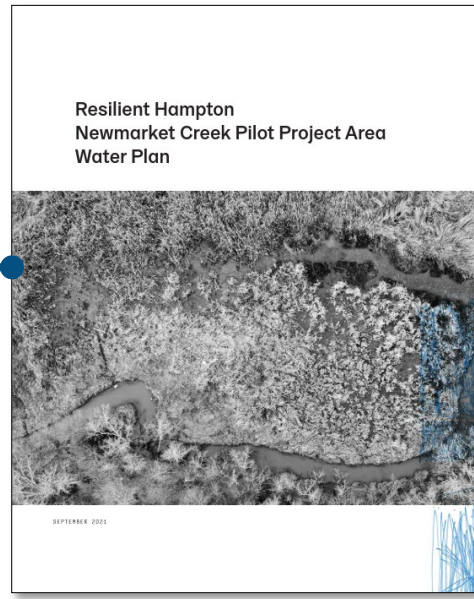 Resilient Hampton
Newmarket Creek Pilot Project Area
Water Plan
SEPTEMBER 2021